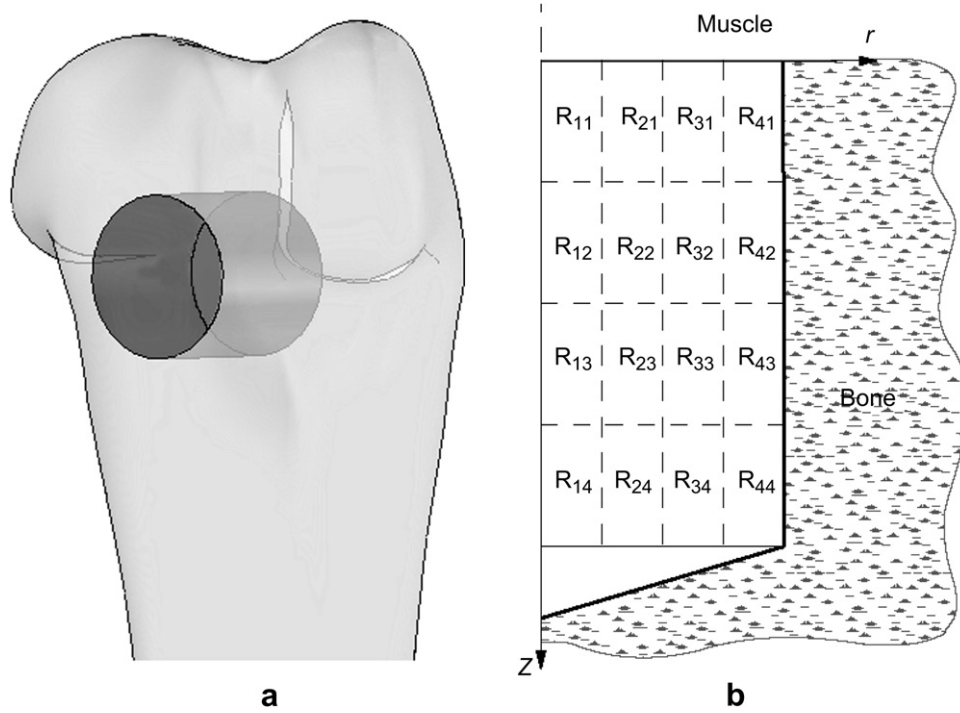 Muscle
r
R11 R21 R31 R41
R12 R22 R32 R42
R13 R23 R33 R43
Bone
R14 R24 R34 R44
Z
a b